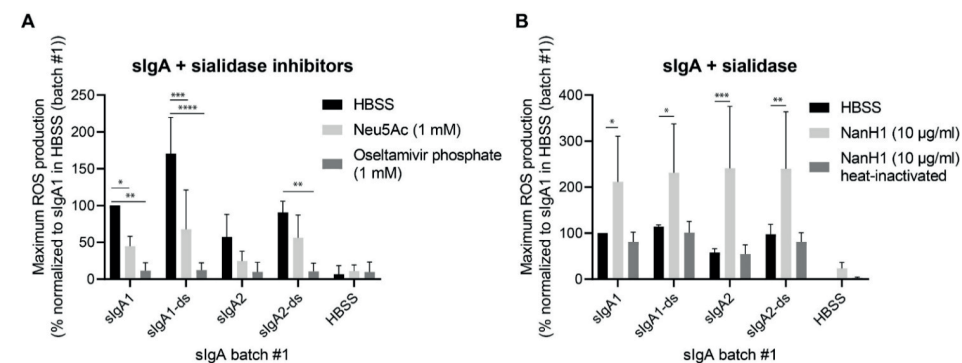 A
sIgA + sialidase inhibitors
Maximum ROS production
(% normalized to sIgA1 in HBSS (batch #1))
250
200
150
100
50
0
***
****
*
**
**
HBSS
Neu5Ac (1 mM)
Oseltamivir phosphate
(1 mM)
sIgA1
sIgA1-ds
sIgA2
sIgA2-ds
HBSS
sIgA batch #1
B
sIgA + sialidase
Maximum ROS production
(% normalized to sIgA1 in HBSS (batch #1))
400
300
200
100
0
*
*
***
**
HBSS
NanH1 (10 µg/ml)
NanH1 (10 µg/ml)
heat-inactivated
sIgA1
sIgA1-ds
sIgA2
sIgA2-ds
HBSS
sIgA batch #1